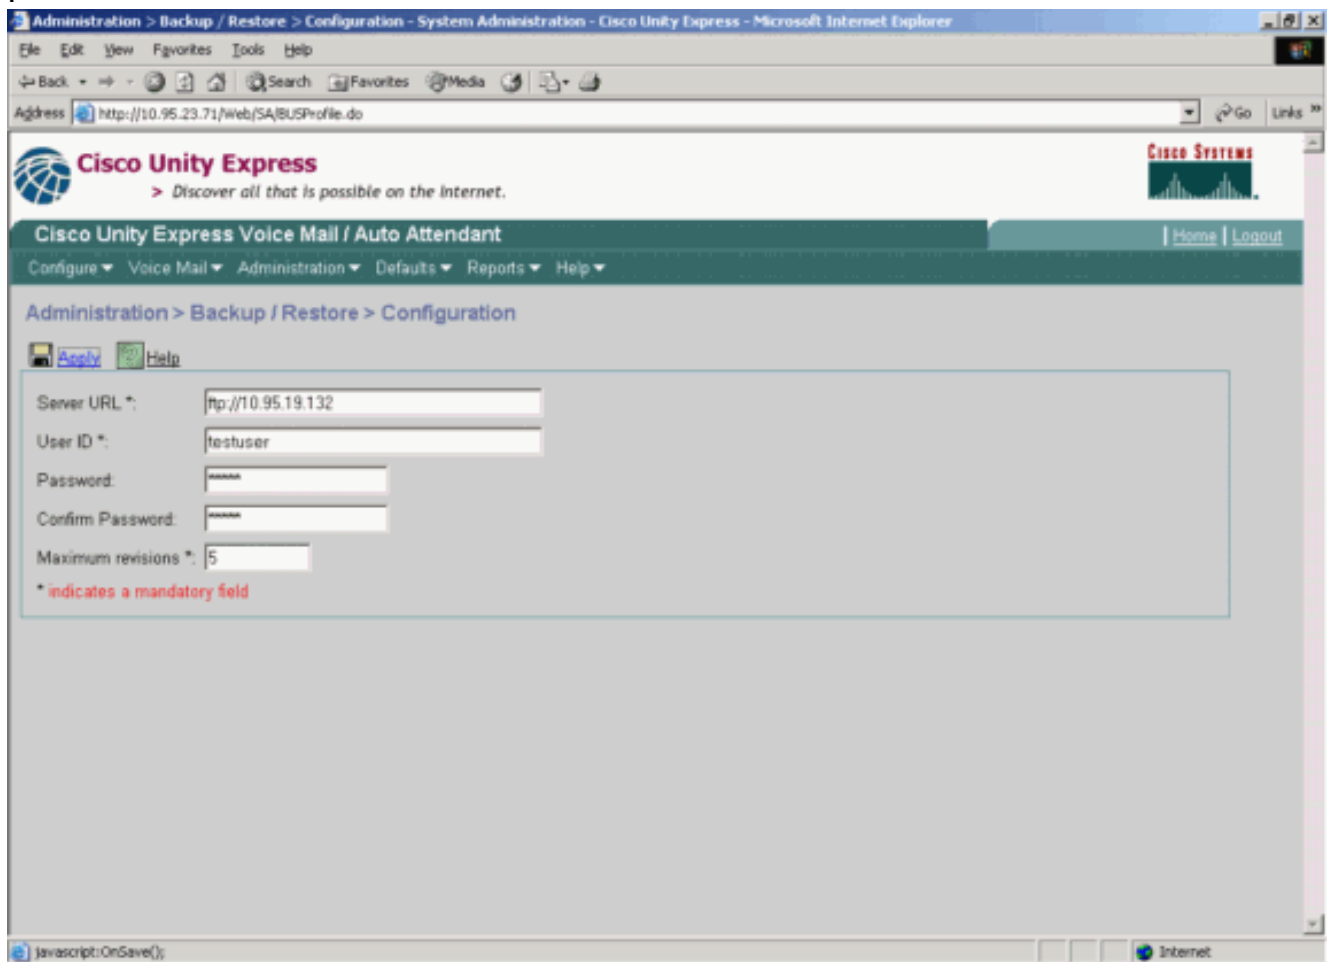 Administration > Backup / Restore > Configuration - System Administration - Cisco Unity Express - Microsoft Internet Explorer
File Edit View Favorites Tools Help
Back Search Favorites Media
Address http://10.95.23.71/Web/SA/BUSProfile.do Go Links »
Cisco Unity Express
> Discover all that is possible on the Internet.
CISCO SYSTEMS
Cisco Unity Express Voice Mail / Auto Attendant | Home | Logout
Configure Voice Mail Administration Defaults Reports Help
Administration > Backup / Restore > Configuration
Apply Help
Server URL *: ftp://10.95.19.132
User ID *: testuser
Password: *****
Confirm Password: *****
Maximum revisions *: 5
* indicates a mandatory field
javascript:OnSave(); Internet